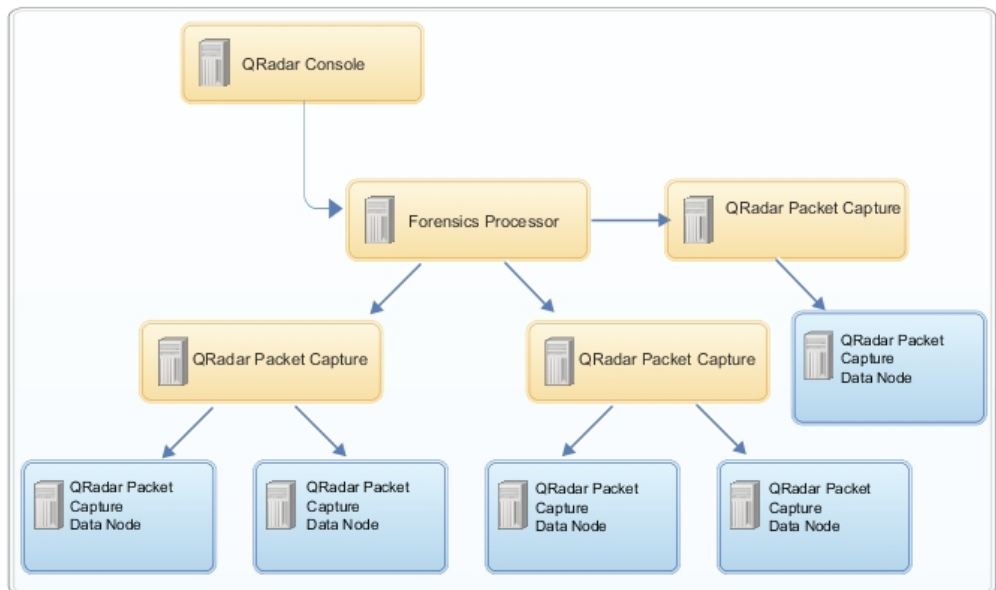 QRadar Console
Forensics Processor
QRadar Packet Capture
QRadar Packet Capture
QRadar Packet Capture
QRadar Packet
Capture
Data Node
QRadar Packet
Capture
Data Node
QRadar Packet
Capture
Data Node
QRadar Packet
Capture
Data Node
QRadar Packet
Capture
Data Node